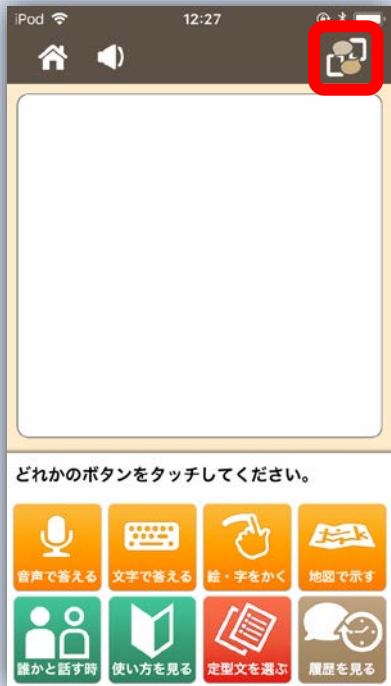 iPod 12:27
どれかのボタンをタッチしてください。
音声で答える 文字で答える 絵・字をかく 地図で示す
誰かと話す時 使い方を見る 定型文を選ぶ 履歴を見る